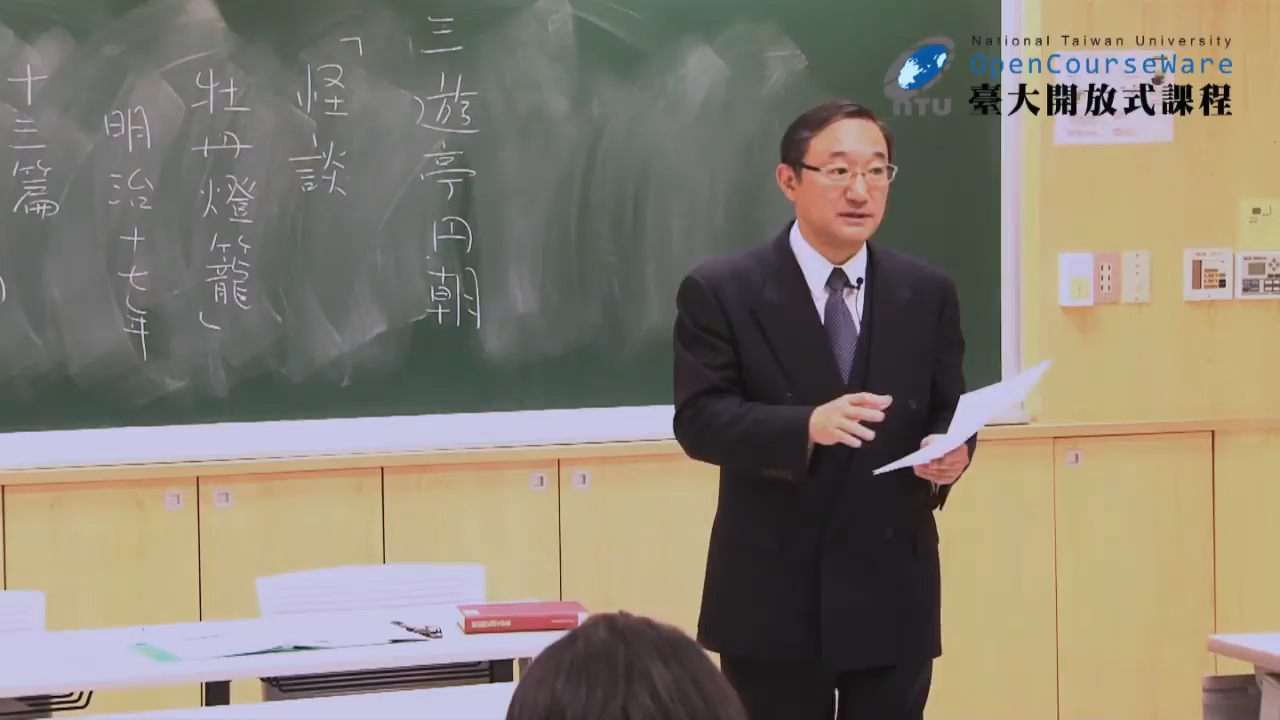 三遊亭円朝
「怪談
牡丹燈籠」
明治十七年
十三篇
National Taiwan University
OpenCourseWare
臺大開放式課程
NTU